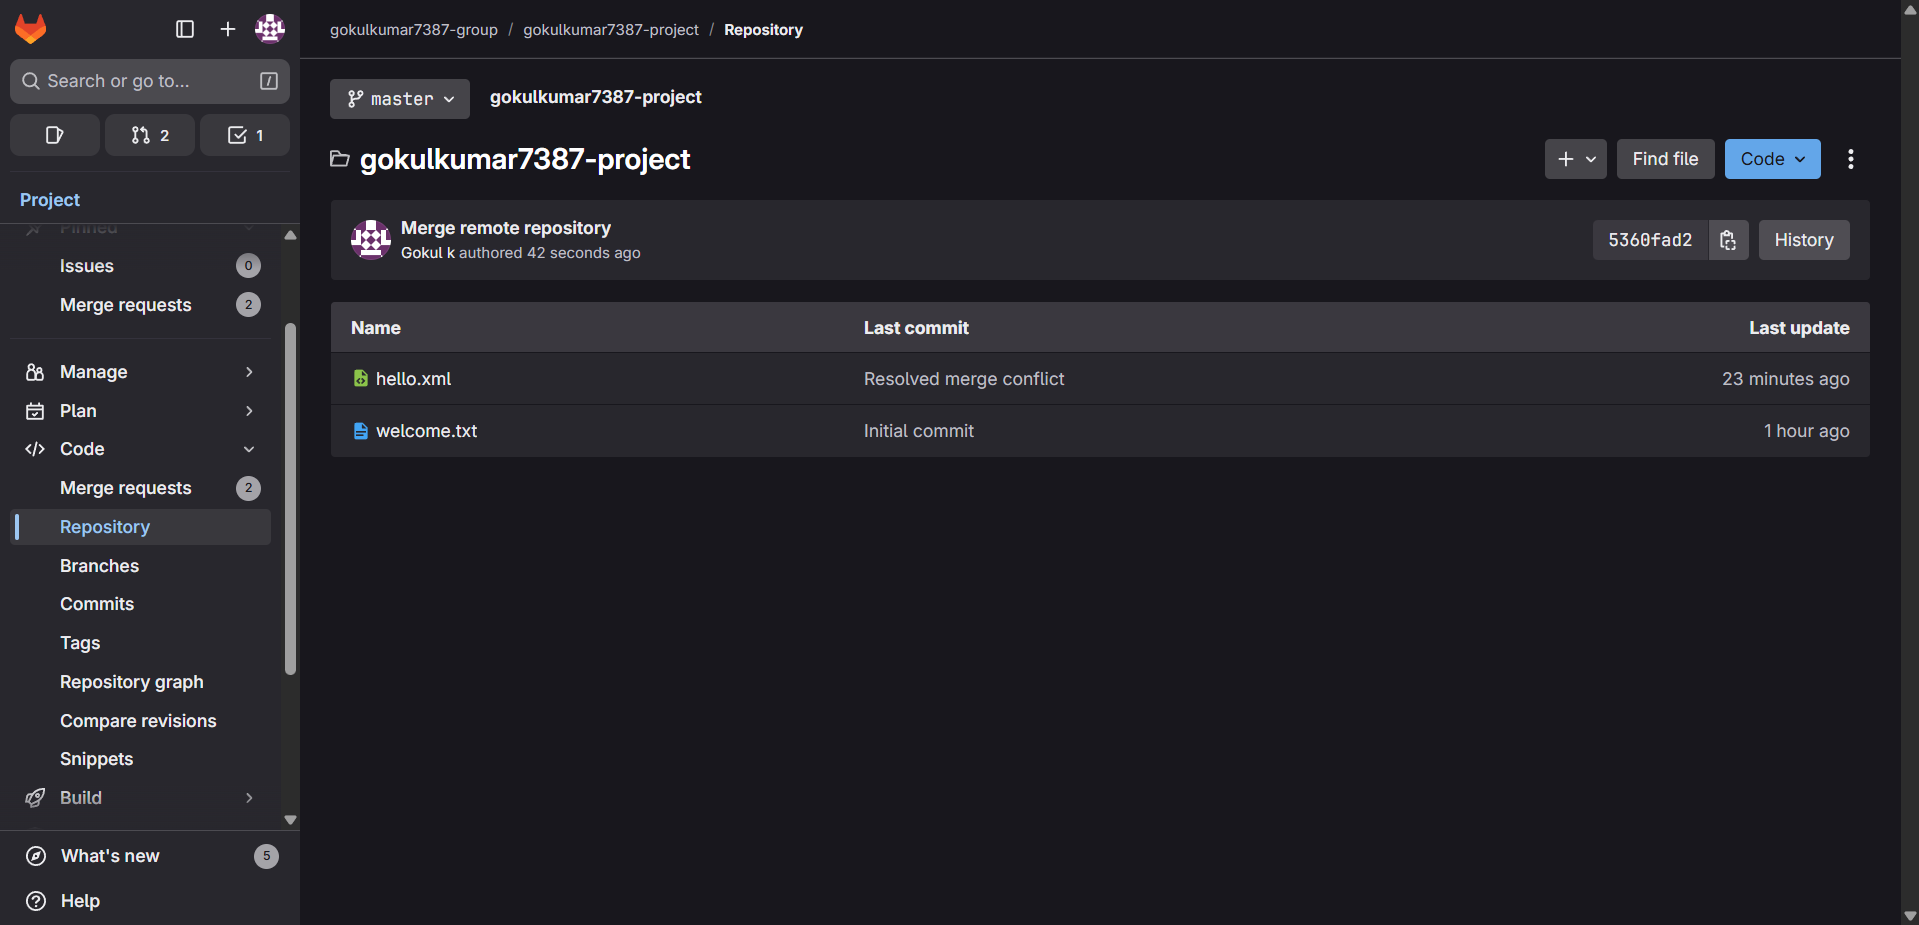 gokulkumar7387-group / gokulkumar7387-project / Repository
Search or go to...
/
2
1
Project
Pinned
Issues 0
Merge requests 2
Manage
Plan
Code
Merge requests 2
Repository
Branches
Commits
Tags
Repository graph
Compare revisions
Snippets
Build
What's new 5
Help
master
gokulkumar7387-project
gokulkumar7387-project
Find file
Code
Merge remote repository
Gokul k authored 42 seconds ago
5360fad2
History
Name Last commit Last update
hello.xml Resolved merge conflict 23 minutes ago
welcome.txt Initial commit 1 hour ago